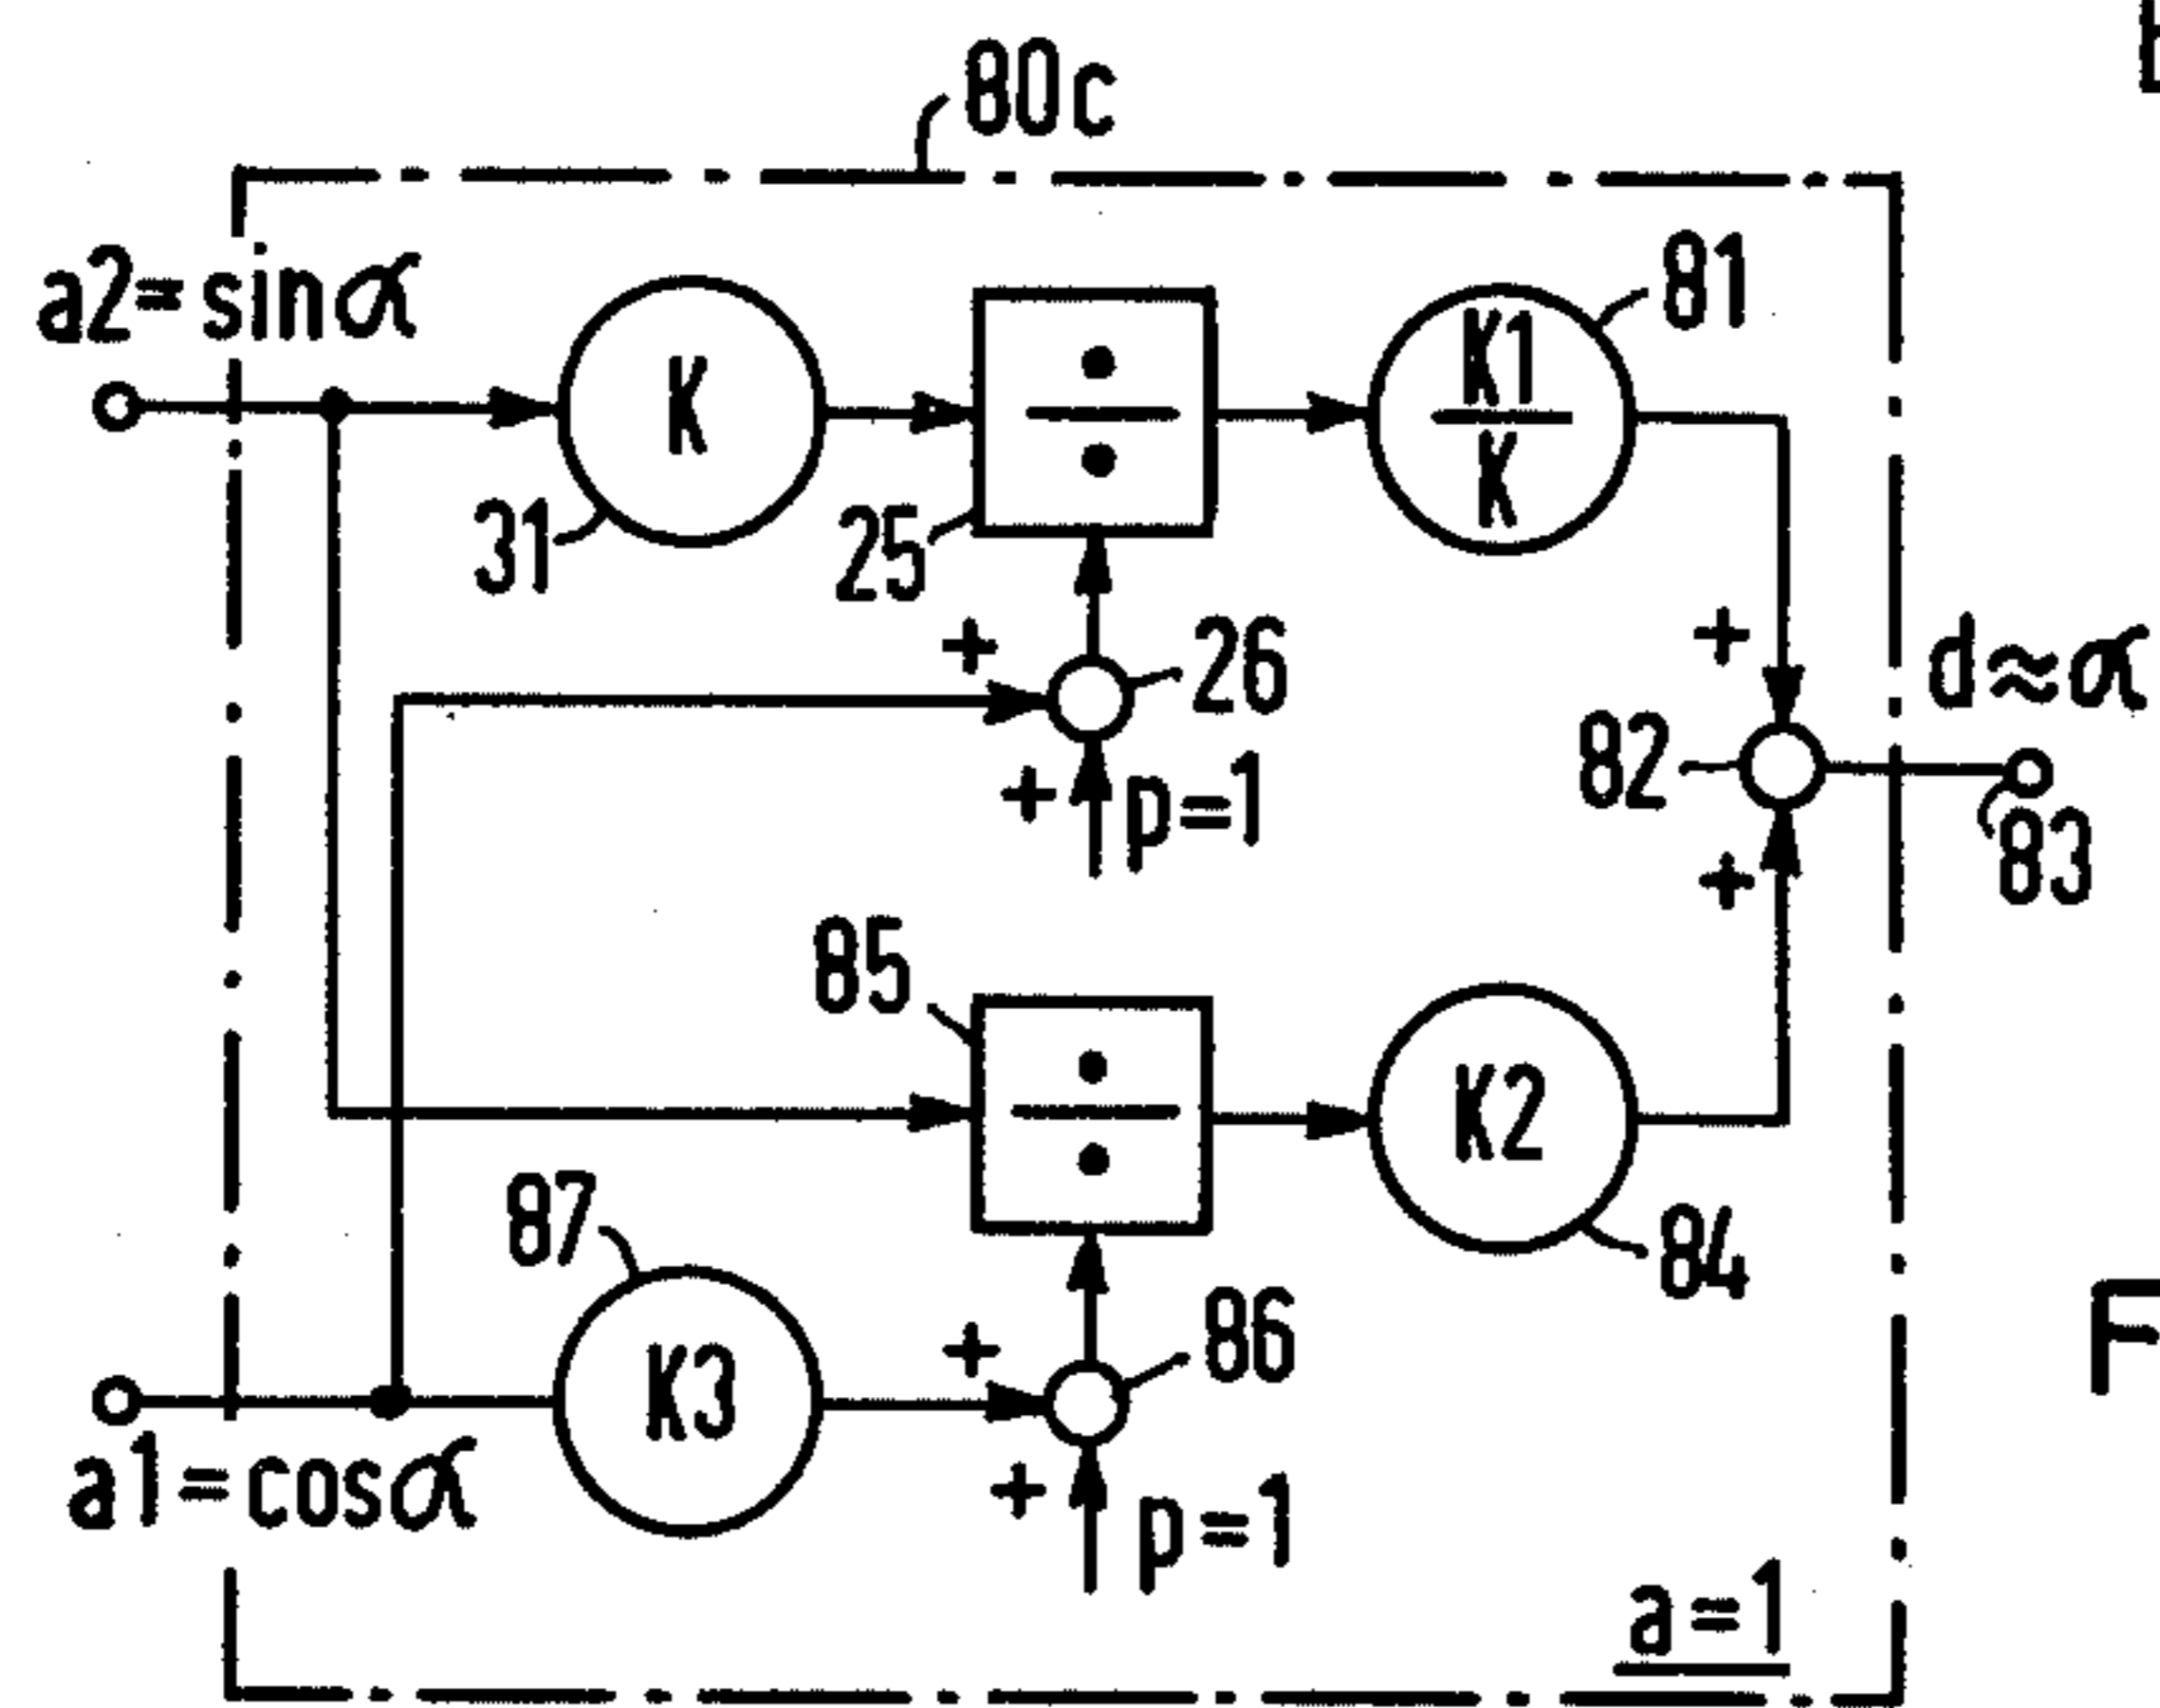 80c
a2=sinα
K
÷
K1
K
81
31
25
+
26
+
p=1
+
82
d≈α
83
+
85
÷
K2
84
87
K3
+
86
+
p=1
a1=cosα
a=1
F